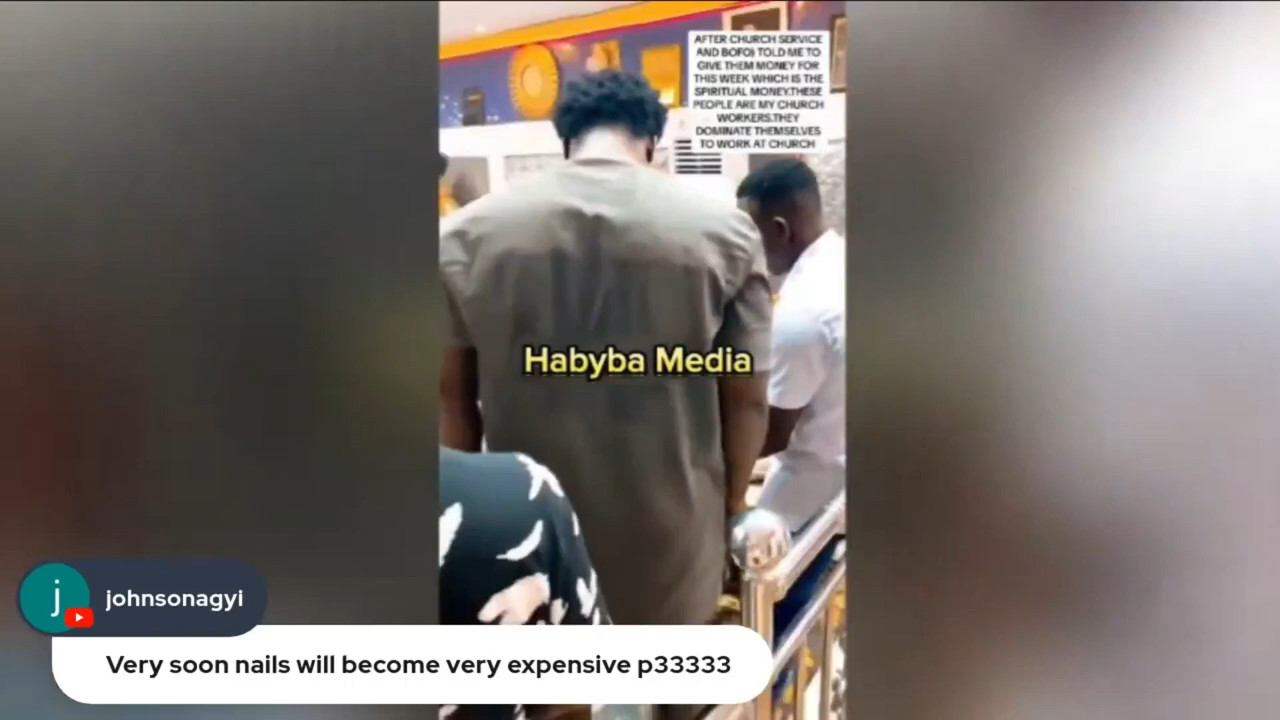 AFTER CHURCH SERVICE
AND BOFO) TOLD ME TO
GIVE THEM MONEY FOR
THIS WEEK WHICH IS THE
SPIRITUAL MONEY.THESE
PEOPLE ARE MY CHURCH
WORKERS.THEY
DOMINATE THEMSELVES
TO WORK AT CHURCH
Habyba Media
j
johnsonagyi
Very soon nails will become very expensive p33333